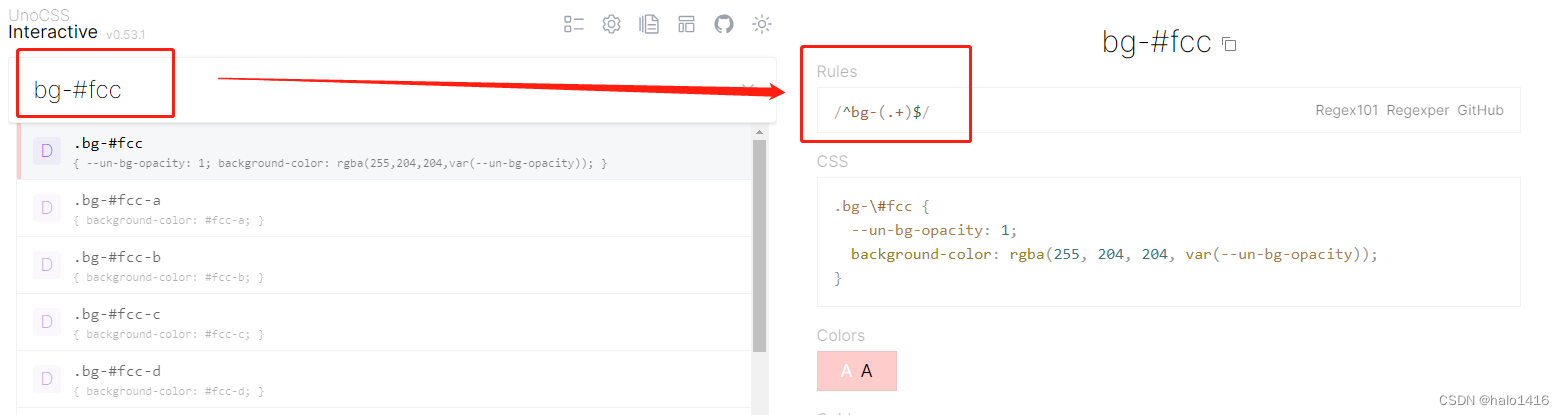 UnoCSS
Interactive v0.53.1
bg-#fcc
D
.bg-#fcc
{ --un-bg-opacity: 1; background-color: rgba(255,204,204,var(--un-bg-opacity)); }
D
.bg-#fcc-a
{ background-color: #fcc-a; }
D
.bg-#fcc-b
{ background-color: #fcc-b; }
D
.bg-#fcc-c
{ background-color: #fcc-c; }
D
.bg-#fcc-d
{ background-color: #fcc-d; }
bg-#fcc
Rules
/^bg-(.+)$/
Regex101 Regexper GitHub
CSS
.bg-\#fcc {
--un-bg-opacity: 1;
background-color: rgba(255, 204, 204, var(--un-bg-opacity));
}
Colors
A A
CSDN @halo1416